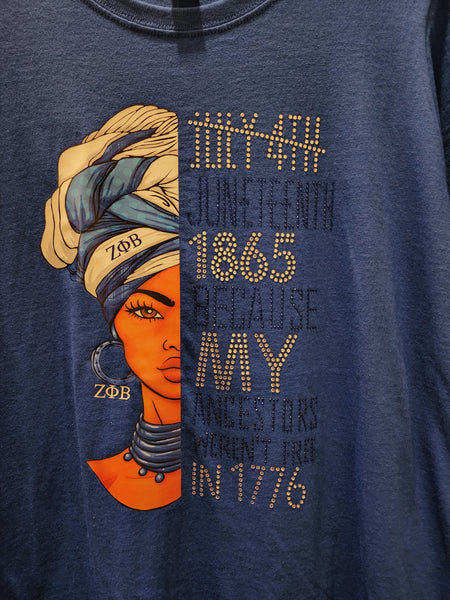 JULY 4TH
JUNETEENTH
1865
BECAUSE
MY
ANCESTORS
WEREN'T FREE
IN 1776
ΖΦΒ
ΖΦΒ